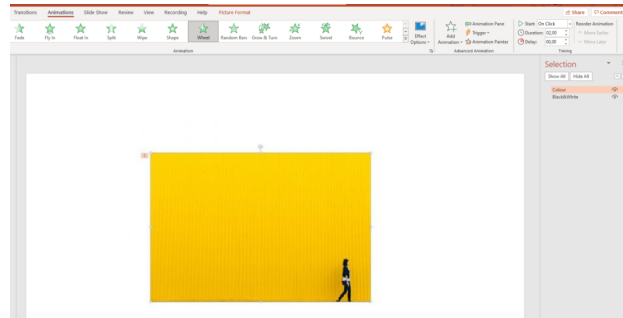 Transitions Animations Slide Show Review View Recording Help Picture Format Share Comments
Fade Fly In Float In Split Wipe Shape Wheel Random Bars Grow & Turn Zoom Swivel Bounce Pulse
Effect Options
Add Animation
Animation Pane
Trigger
Animation Painter
Start: On Click
Duration: 02,00
Delay: 00,00
Reorder Animation
Move Earlier
Move Later
Animation Advanced Animation Timing
Selection
Show All Hide All
Colour
Black&White